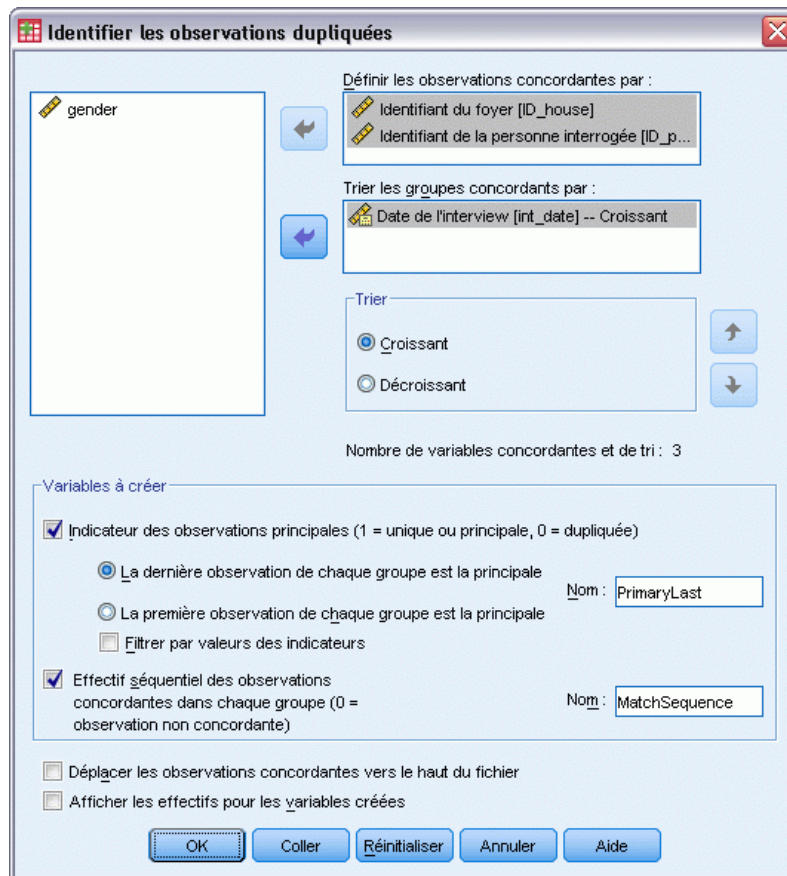 Identifier les observations dupliquées
gender
Définir les observations concordantes par :
Identifiant du foyer [ID_house]
Identifiant de la personne interrogée [ID_p...
Trier les groupes concordants par :
Date de l'interview [int_date] -- Croissant
Trier
Croissant
Décroissant
Nombre de variables concordantes et de tri : 3
Variables à créer
Indicateur des observations principales (1 = unique ou principale, 0 = dupliquée)
La dernière observation de chaque groupe est la principale
Nom : PrimaryLast
La première observation de chaque groupe est la principale
Filtrer par valeurs des indicateurs
Effectif séquentiel des observations
concordantes dans chaque groupe (0 =
observation non concordante)
Nom : MatchSequence
Déplacer les observations concordantes vers le haut du fichier
Afficher les effectifs pour les variables créées
OK Coller Réinitialiser Annuler Aide